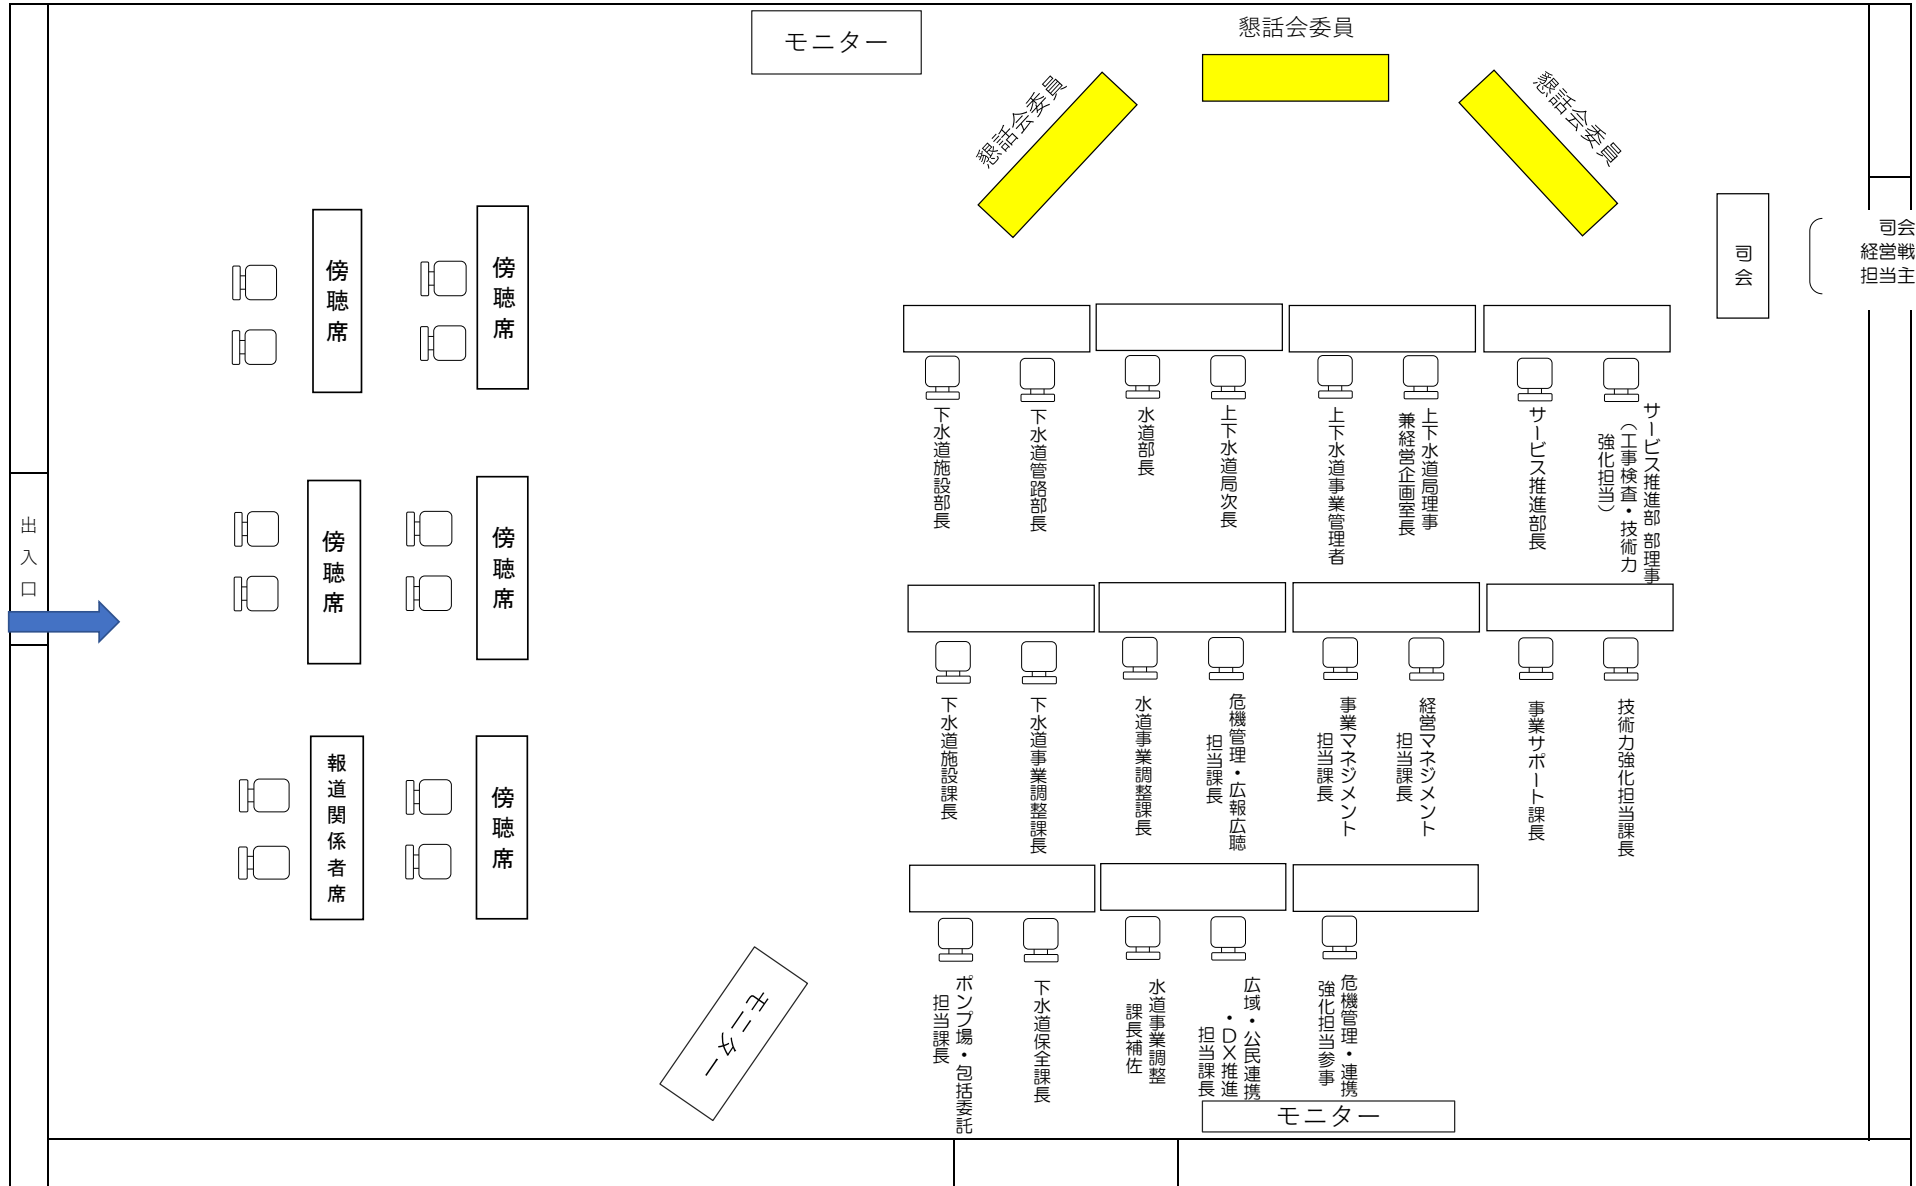 モニター
懇話会委員
懇話会委員
懇話会委員
司会
司会
経営戦
担当主
傍聴席
傍聴席
下水道施設部長
下水道管路部長
水道部長
上下水道局次長
上下水道事業管理者
上下水道局理事
兼経営企画室長
サービス推進部長
サービス推進部 部理事
（工事検査・技術力
強化担当）
出入口
傍聴席
傍聴席
下水道施設課長
下水道事業調整課長
水道事業調整課長
危機管理・広報広聴
担当課長
事業マネジメント
担当課長
経営マネジメント
担当課長
事業サポート課長
技術力強化担当課長
報道関係者席
傍聴席
ポンプ場・包括委託
担当課長
下水道保全課長
水道事業調整
課長補佐
広域・公民連携
・ＤＸ推進
担当課長
危機管理・連携
強化担当参事
モニター
モニター